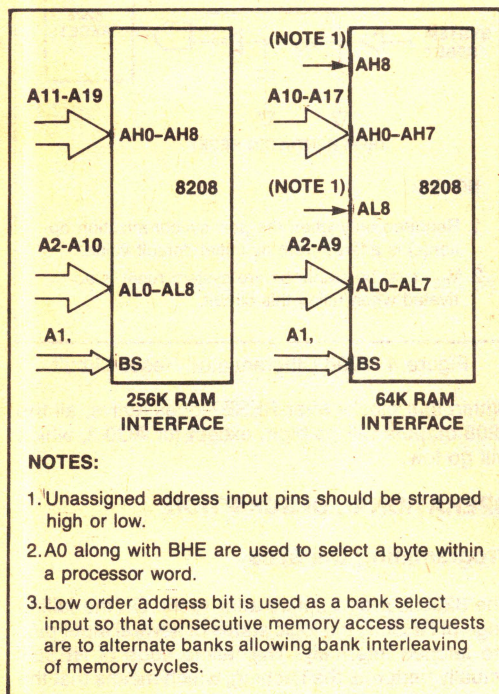 (NOTE 1)
AH8
A11-A19
A10-A17
AH0–AH8
AH0–AH7
8208
(NOTE 1)
8208
AL8
A2-A10
A2-A9
AL0–AL8
AL0–AL7
A1,
A1,
BS
BS
256K RAM
INTERFACE
64K RAM
INTERFACE
NOTES:
1. Unassigned address input pins should be strapped
high or low.
2. A0 along with BHE are used to select a byte within
a processor word.
3. Low order address bit is used as a bank select
input so that consecutive memory access requests
are to alternate banks allowing bank interleaving
of memory cycles.